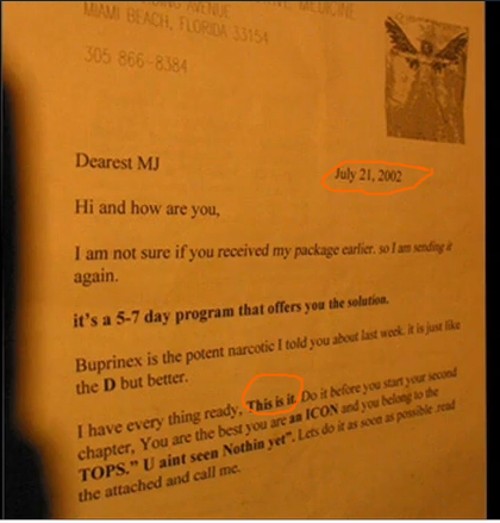 AVENUE MEDICINE
MIAMI BEACH, FLORIDA 33154
305 866-8384
Dearest MJ
July 21, 2002
Hi and how are you,
I am not sure if you received my package earlier. so I am sending it
again.
it's a 5-7 day program that offers you the solution.
Buprinex is the potent narcotic I told you about last week. it is just like
the D but better.
I have every thing ready, This is it. Do it before you start your second
chapter, You are the best you are an ICON and you belong to the
TOPS." U aint seen Nothin yet". Lets do it as soon as possible .read
the attached and call me.